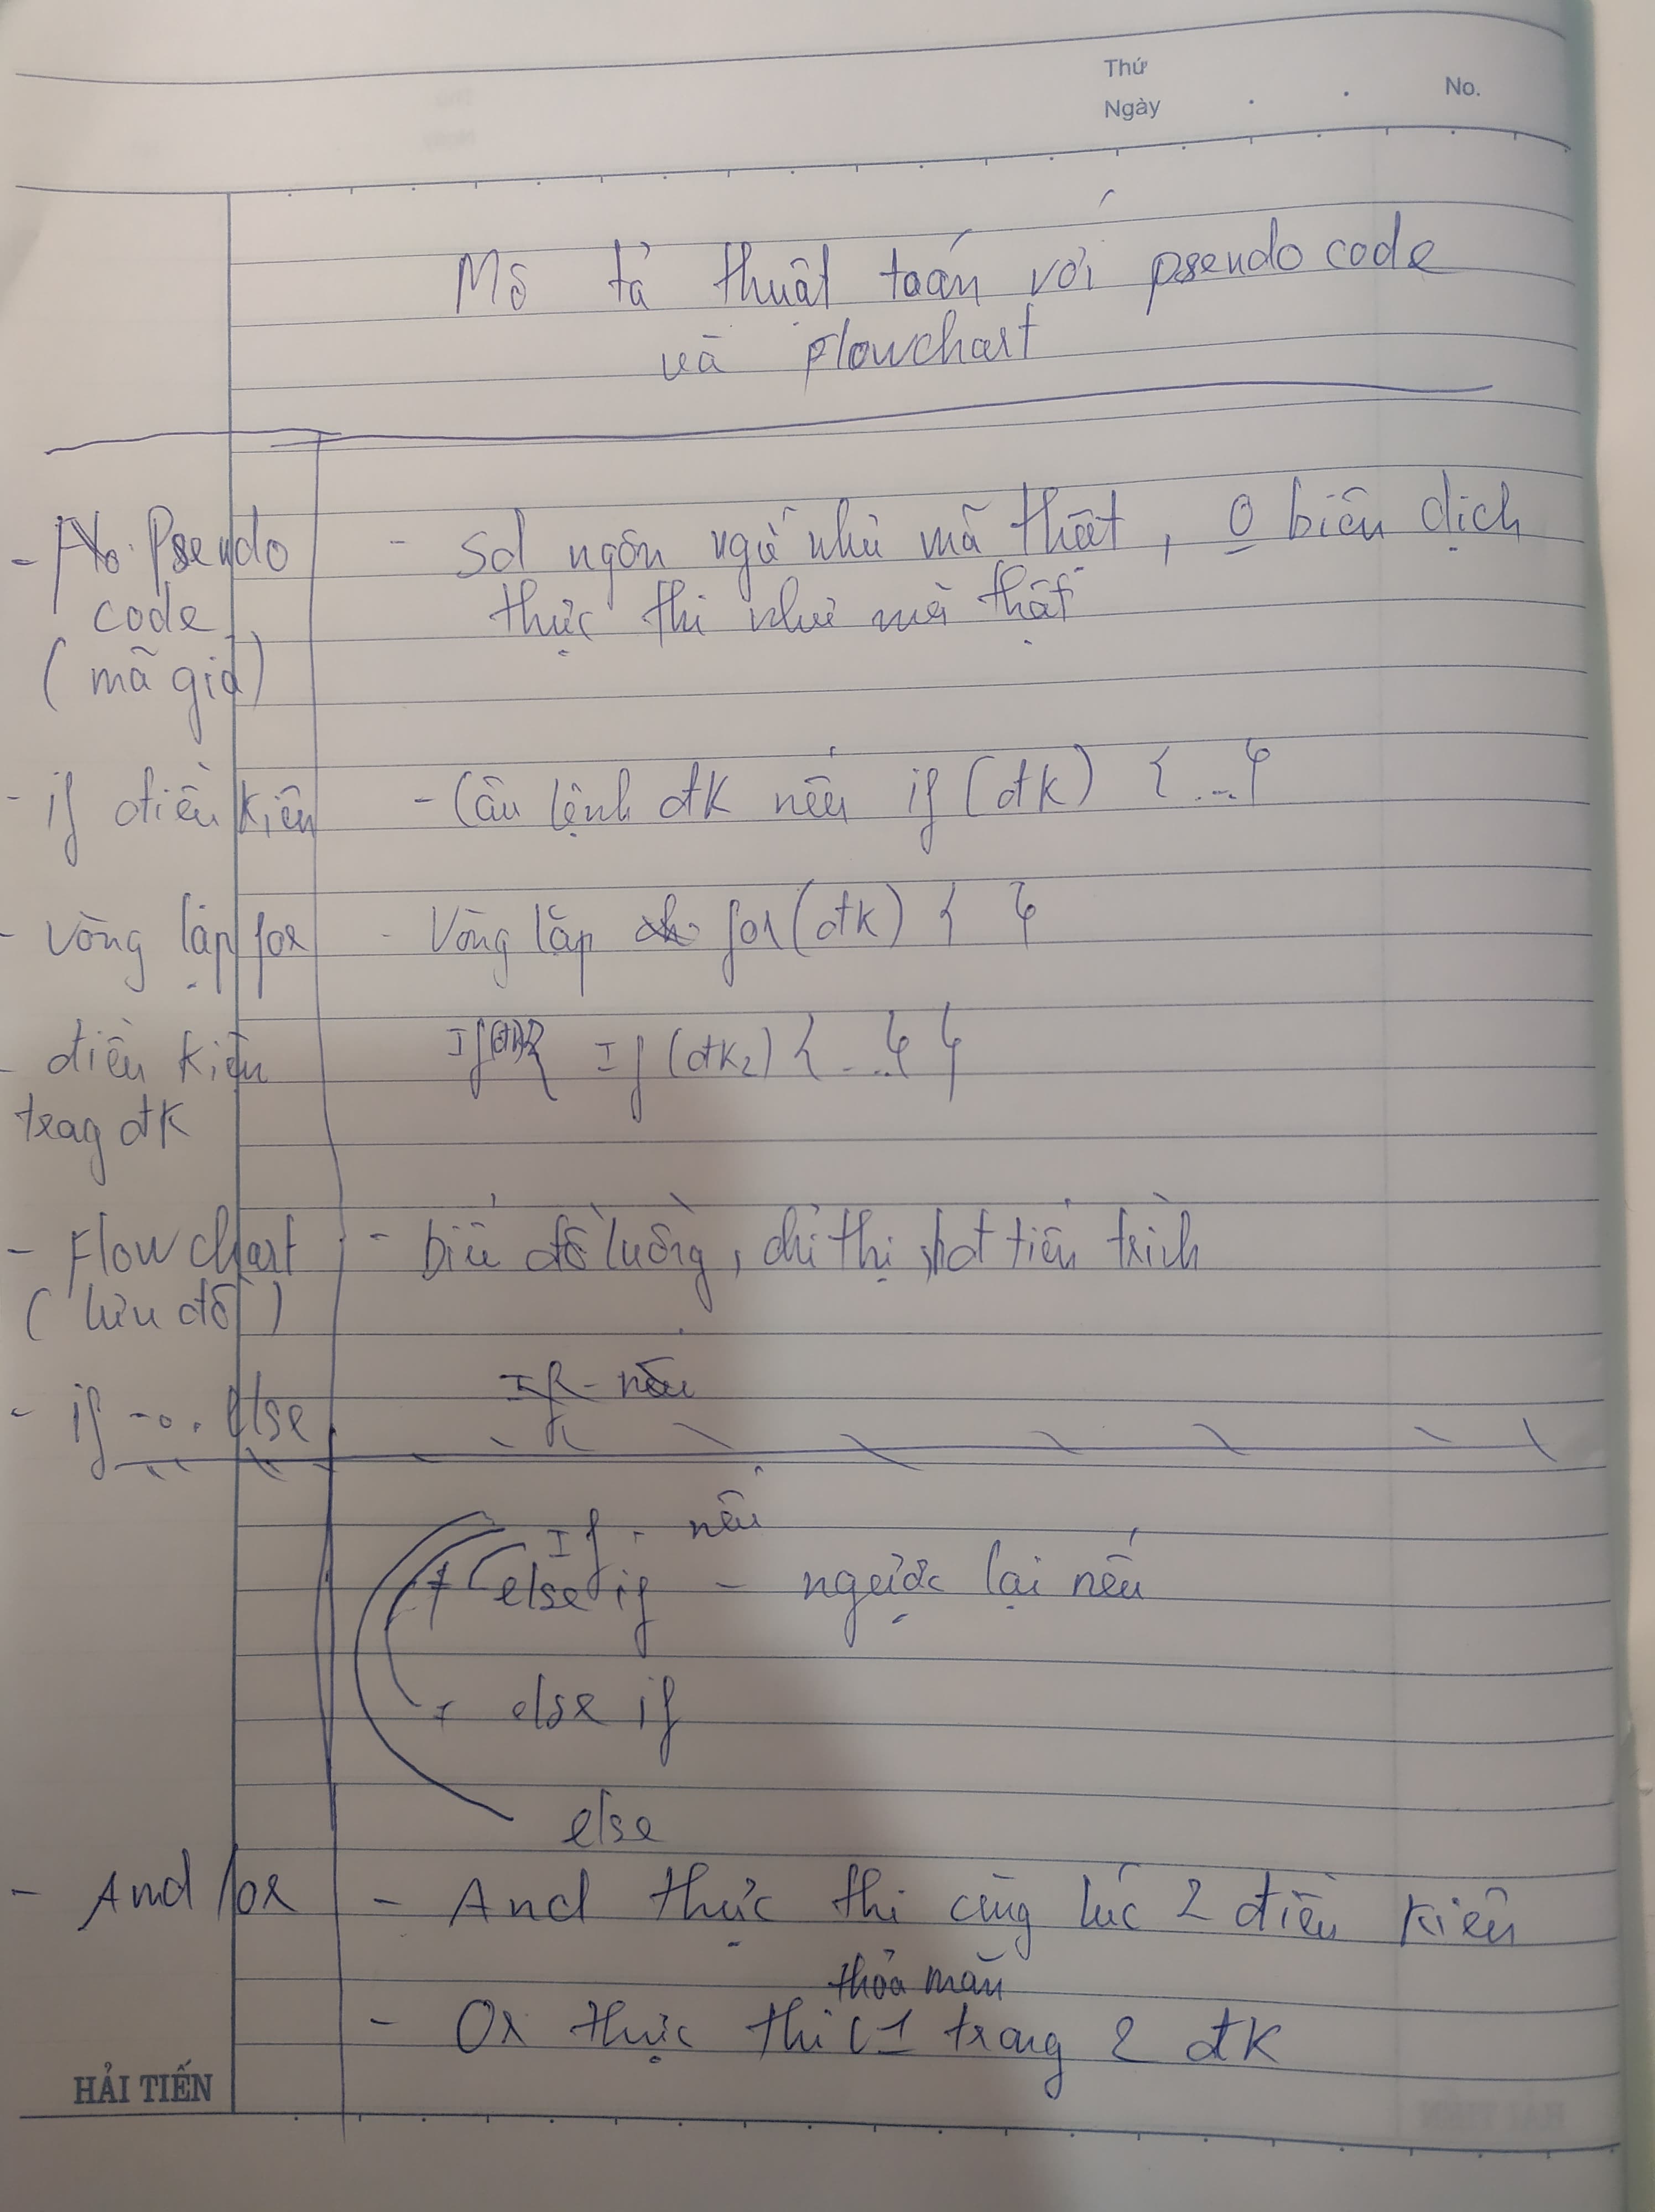 Thứ
Ngày
No.
Mô tả thuật toán với pseudo code
và Flowchart
- Pseudo
code
(mã giả)
- Sd ngôn ngữ như mã thật, 0 biên dịch
thực thi như mã thật
- if điều kiện
- Câu lệnh đk nếu if (đk) { ... }
- Vòng lặp for
- Vòng lặp for (đk) { }
- điều kiện
trog đk
If (đk) { If (đk2) { ... } }
- Flow chart
(lưu đồ)
- biểu đồ luồng, chỉ thị, hđ tiến trình
- if ... else
If - nếu
If - nếu
+ else if - ngược lại nếu
+ else if
else
- And / or
- And thực thi cùng lúc 2 điều kiện
thỏa mãn
- Or thực thi 1 trong 2 đk
HẢI TIẾN